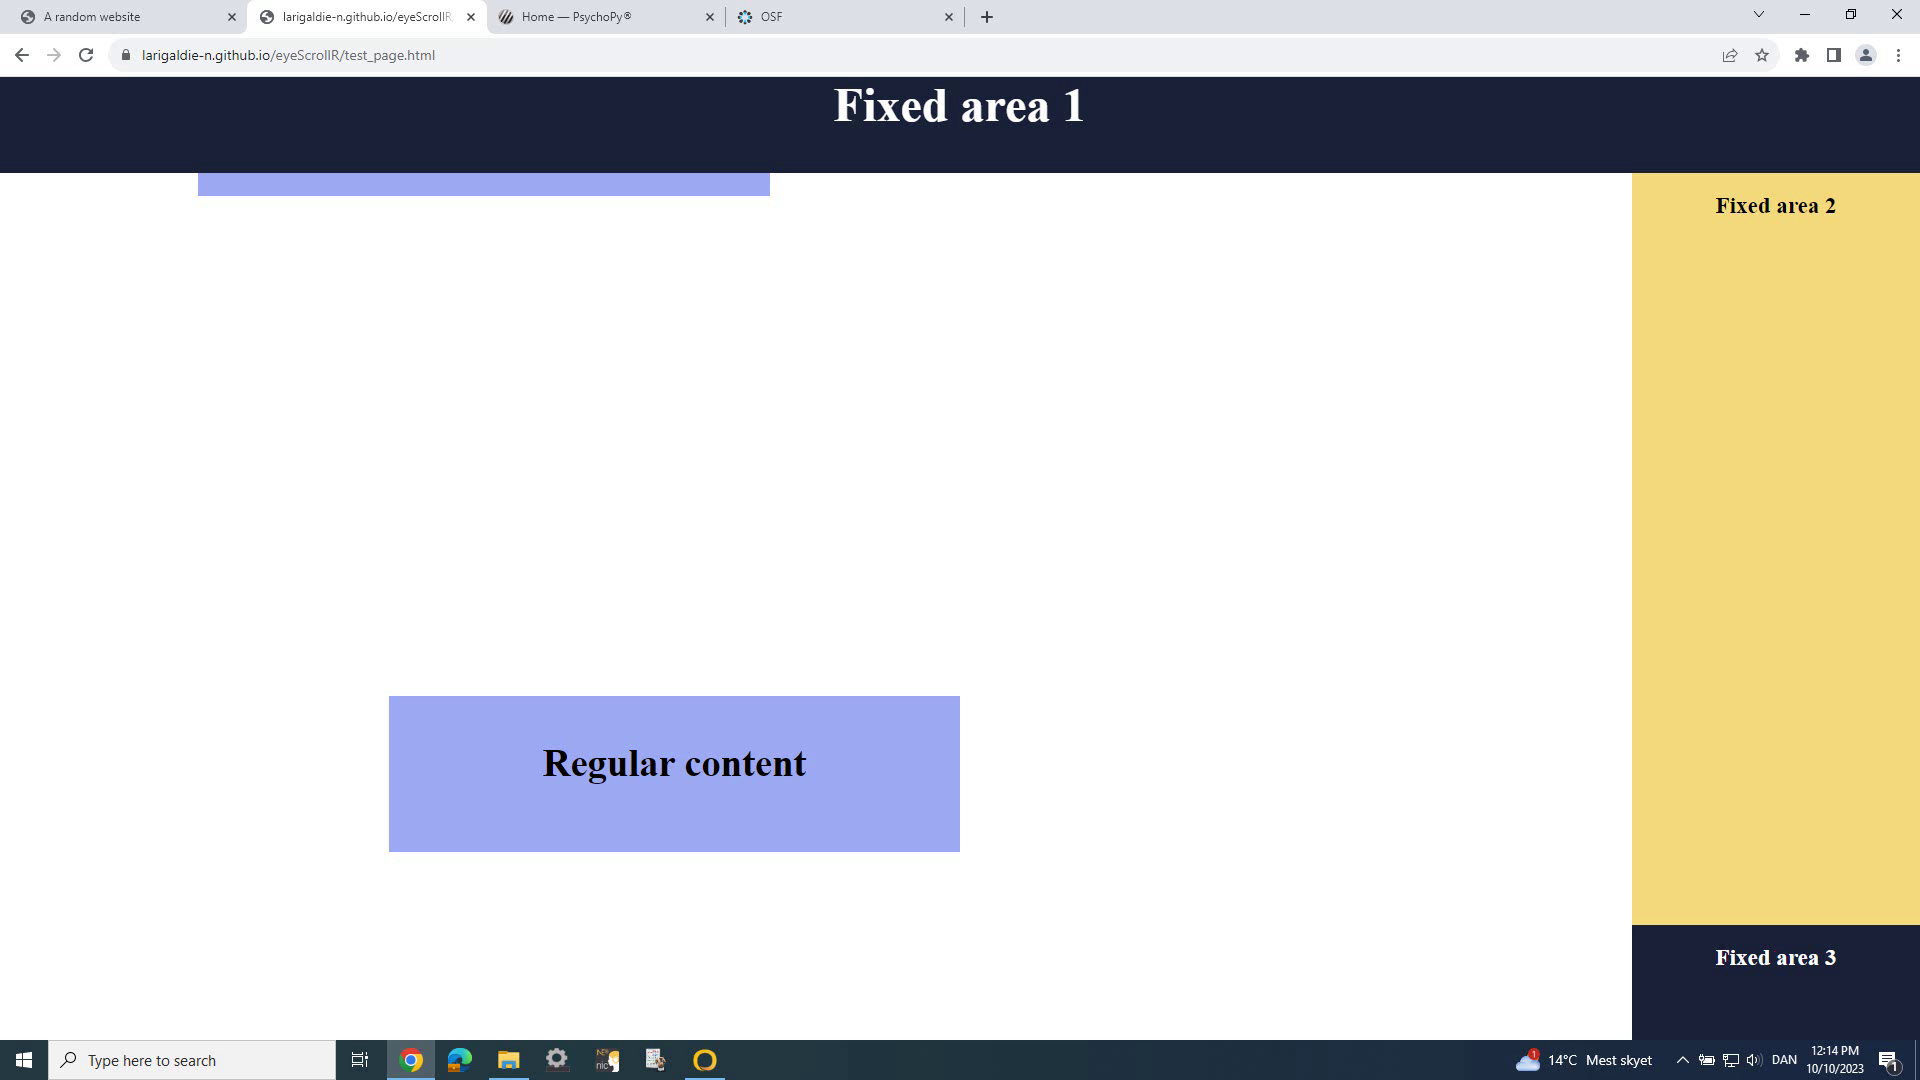 A random website
larigaldie-n.github.io/eyeScrollR
Home — PsychoPy®
OSF
larigaldie-n.github.io/eyeScrollR/test_page.html
Fixed area 1
Fixed area 2
Regular content
Fixed area 3
Type here to search
1
14°C Mest skyet
DAN
12:14 PM
10/10/2023
1